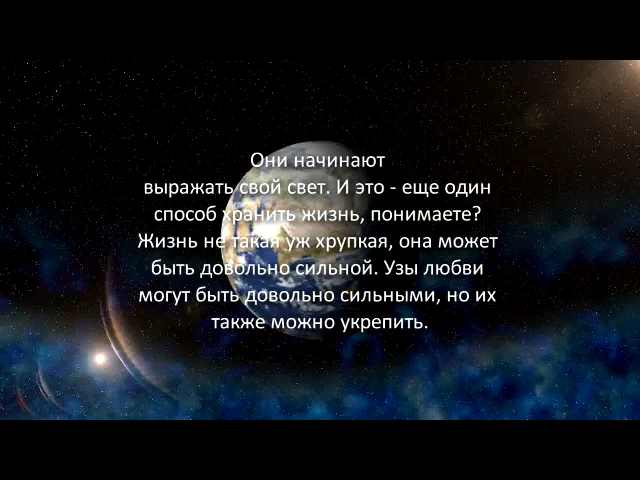 Они начинают
выражать свой свет. И это - еще один
способ хранить жизнь, понимаете?
Жизнь не такая уж хрупкая, она может
быть довольно сильной. Узы любви
могут быть довольно сильными, но их
также можно укрепить.